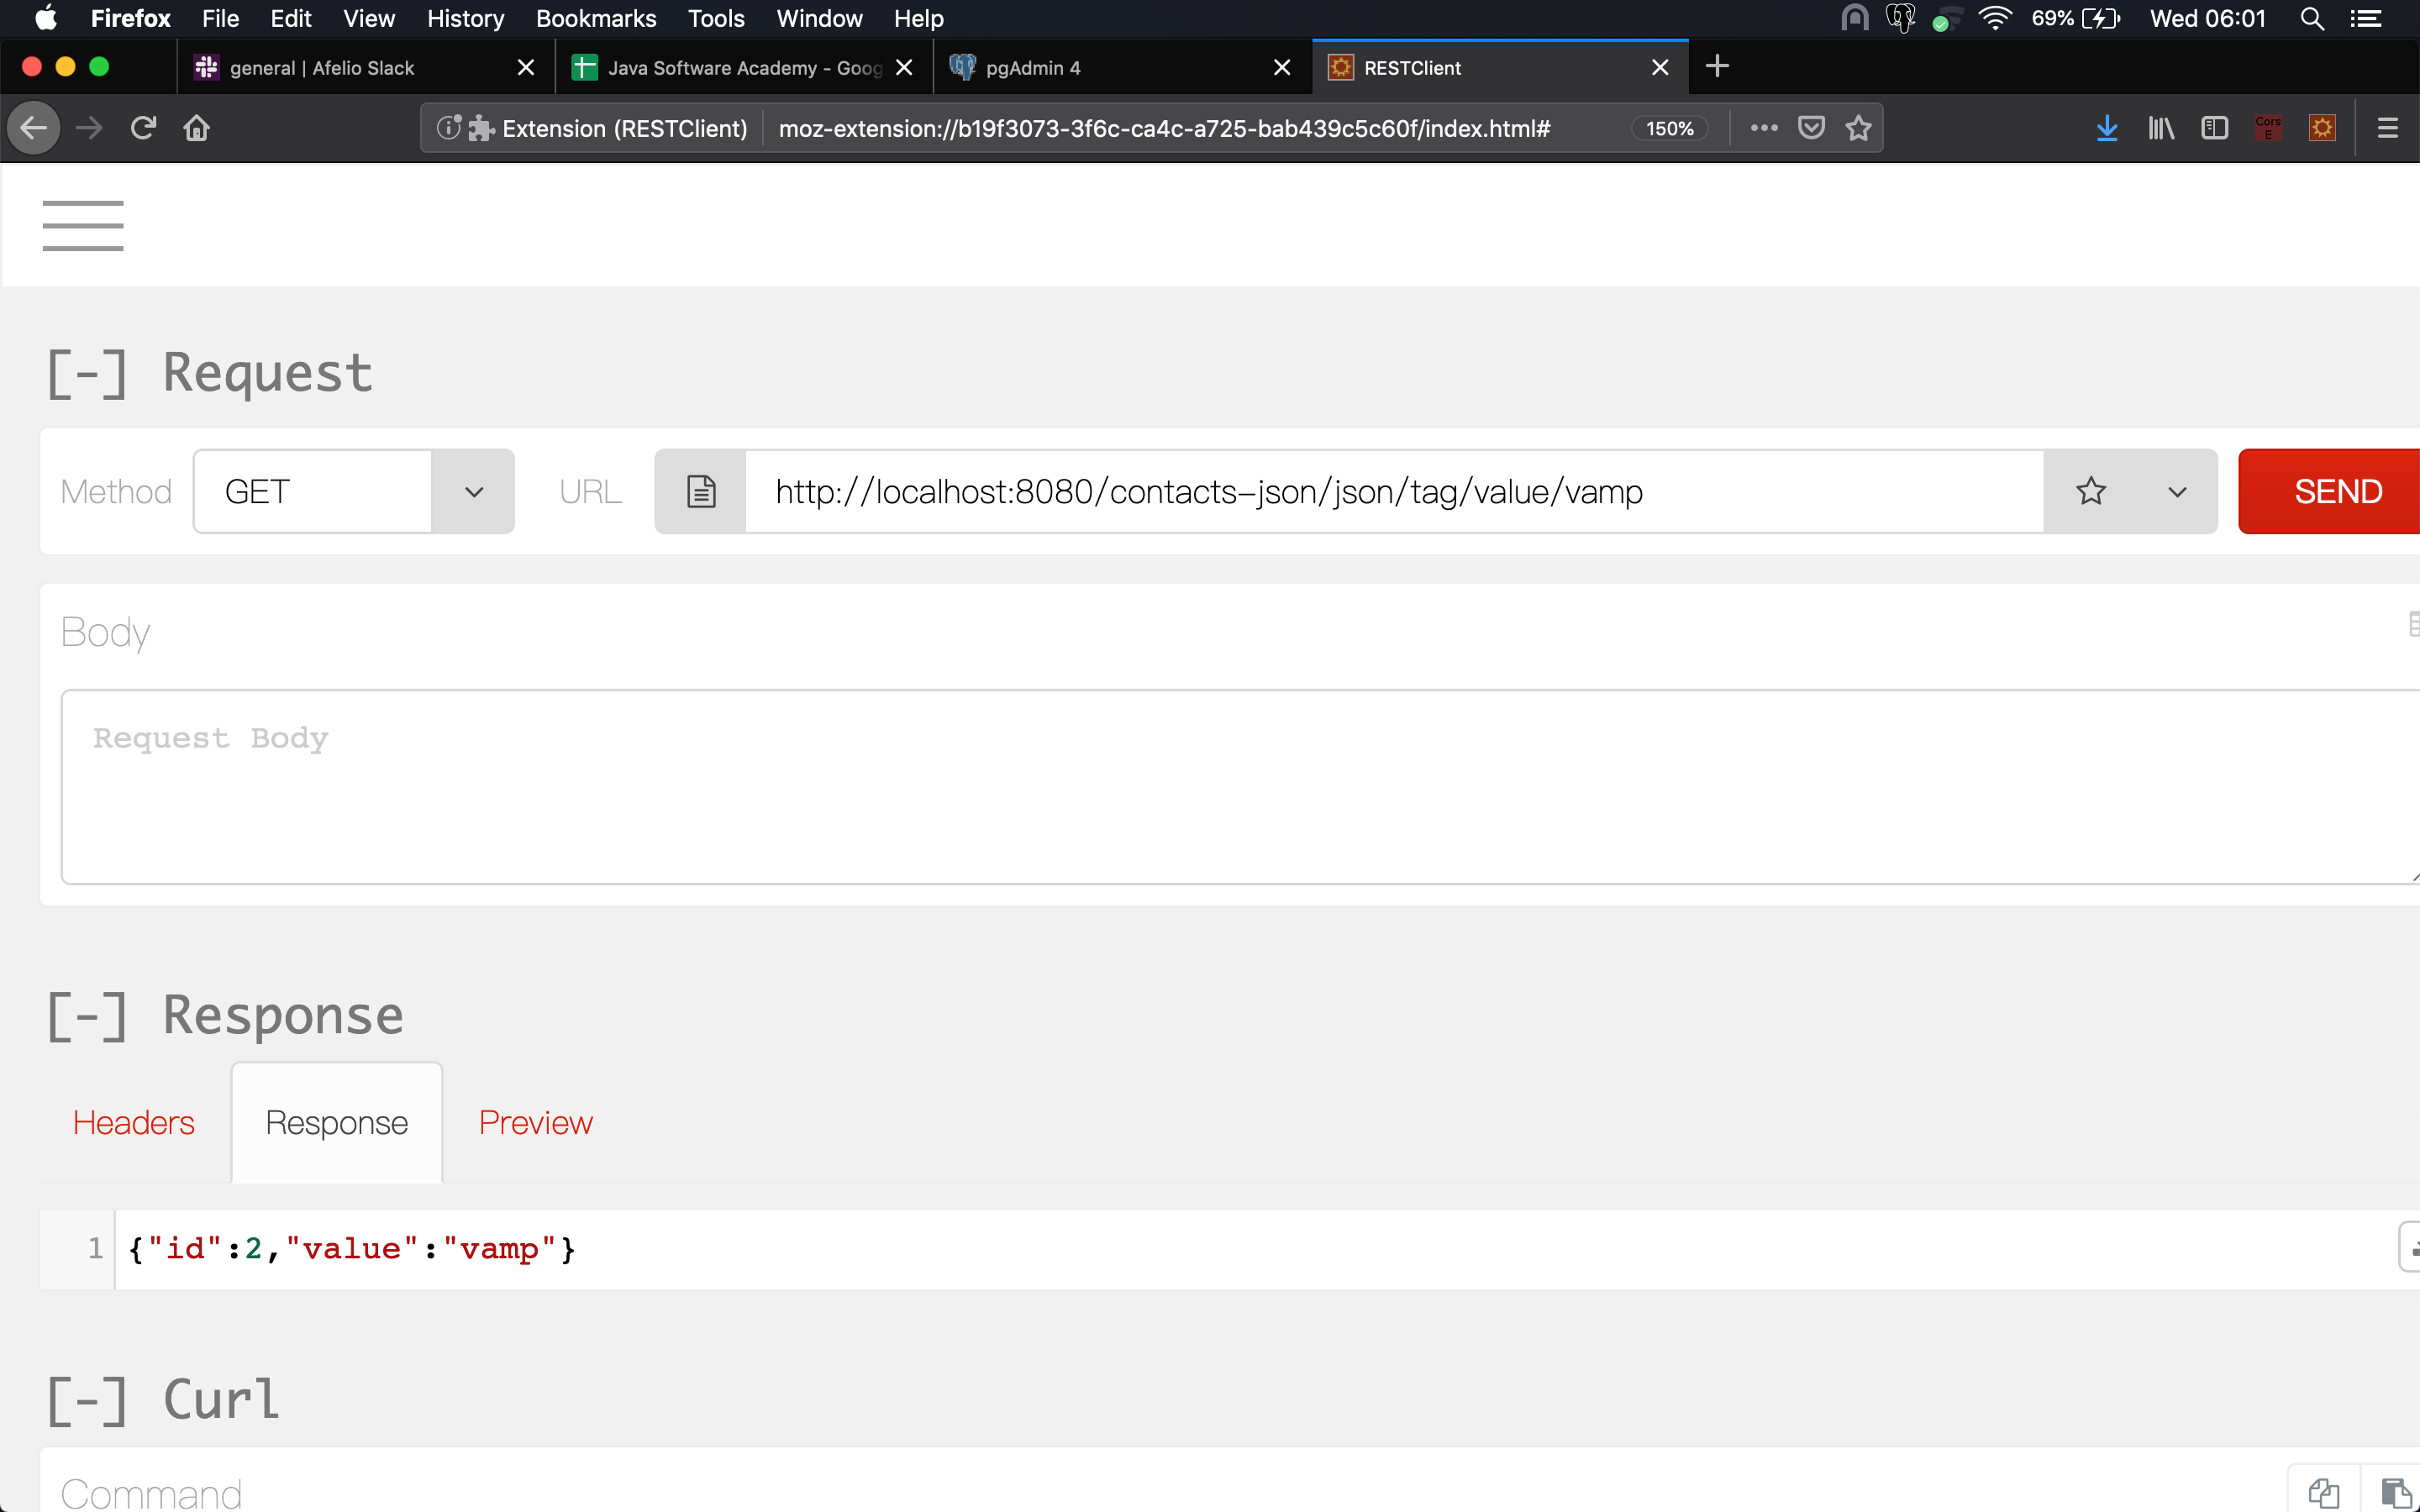 Firefox File Edit View History Bookmarks Tools Window Help 69% Wed 06:01
general | Afelio Slack Java Software Academy - Goog pgAdmin 4 RESTClient
Extension (RESTClient) moz-extension://b19f3073-3f6c-ca4c-a725-bab439c5c60f/index.html# 150% Cors E
[-] Request
Method GET URL http://localhost:8080/contacts-json/json/tag/value/vamp SEND
Body
Request Body
[-] Response
Headers Response Preview
1 {"id":2,"value":"vamp"}
[-] Curl
Command